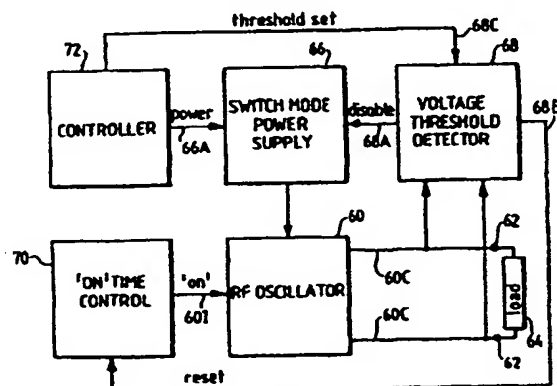 threshold set
68C
72
66
68
68B
CONTROLLER
power
66A
SWITCH MODE
POWER
SUPPLY
disable
68A
VOLTAGE
THRESHOLD
DETECTOR
70
'ON' TIME
CONTROL
'on'
60I
60
RF OSCILLATOR
60C
60C
62
62
load
64
reset